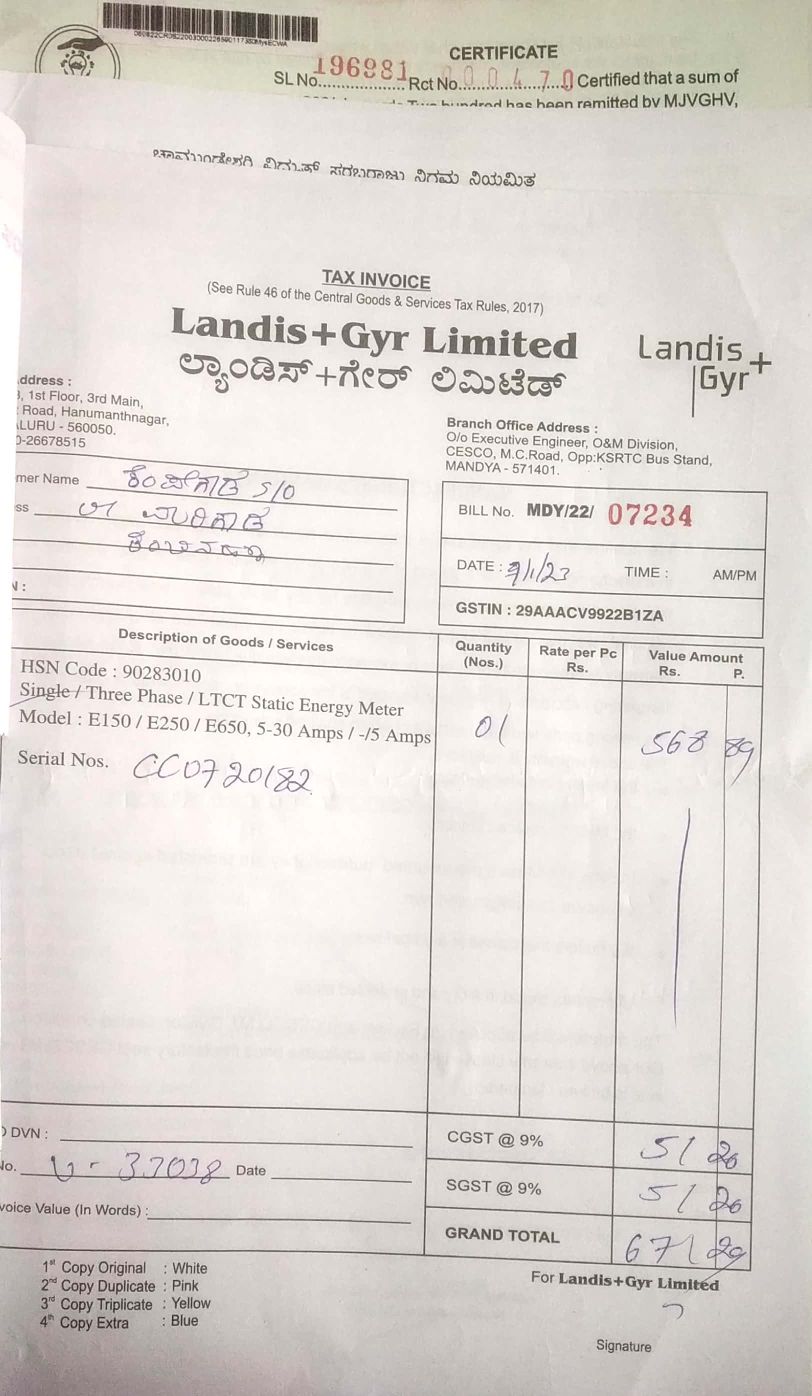 CERTIFICATE
SL No.196981 Rct No. 000470 Certified that a sum of
hundred has been remitted by MJVGHV,
ಚಾಮುಂಡೇಶ್ವರಿ ವಿದ್ಯುತ್ ಸರಬರಾಜು ನಿಗಮ ನಿಯಮಿತ
TAX INVOICE
(See Rule 46 of the Central Goods & Services Tax Rules, 2017)
Landis+Gyr Limited
ಲ್ಯಾಂಡಿಸ್+ಗೇರ್ ಲಿಮಿಟೆಡ್
Landis+
Gyr
ddress :
, 1st Floor, 3rd Main,
Road, Hanumanthnagar,
LURU - 560050.
-26678515
Branch Office Address :
O/o Executive Engineer, O&M Division,
CESCO, M.C.Road, Opp:KSRTC Bus Stand,
MANDYA - 571401.
mer Name S/O
ss
N :
BILL No. MDY/22/ 07234
DATE : 9/1/23 TIME : AM/PM
GSTIN : 29AAACV9922B1ZA
Description of Goods / Services Quantity (Nos.) Rate per Pc Rs. Value Amount Rs. P.
HSN Code : 90283010
Single / Three Phase / LTCT Static Energy Meter
Model : E150 / E250 / E650, 5-30 Amps / -/5 Amps 01 568 89
Serial Nos. CC0720182
DVN :
CGST @ 9% 51 20
No. V - 37038 Date
SGST @ 9% 51 20
voice Value (In Words) :
GRAND TOTAL 671 29
1st Copy Original : White
2nd Copy Duplicate : Pink
3rd Copy Triplicate : Yellow
4th Copy Extra : Blue
For Landis+Gyr Limited
Signature